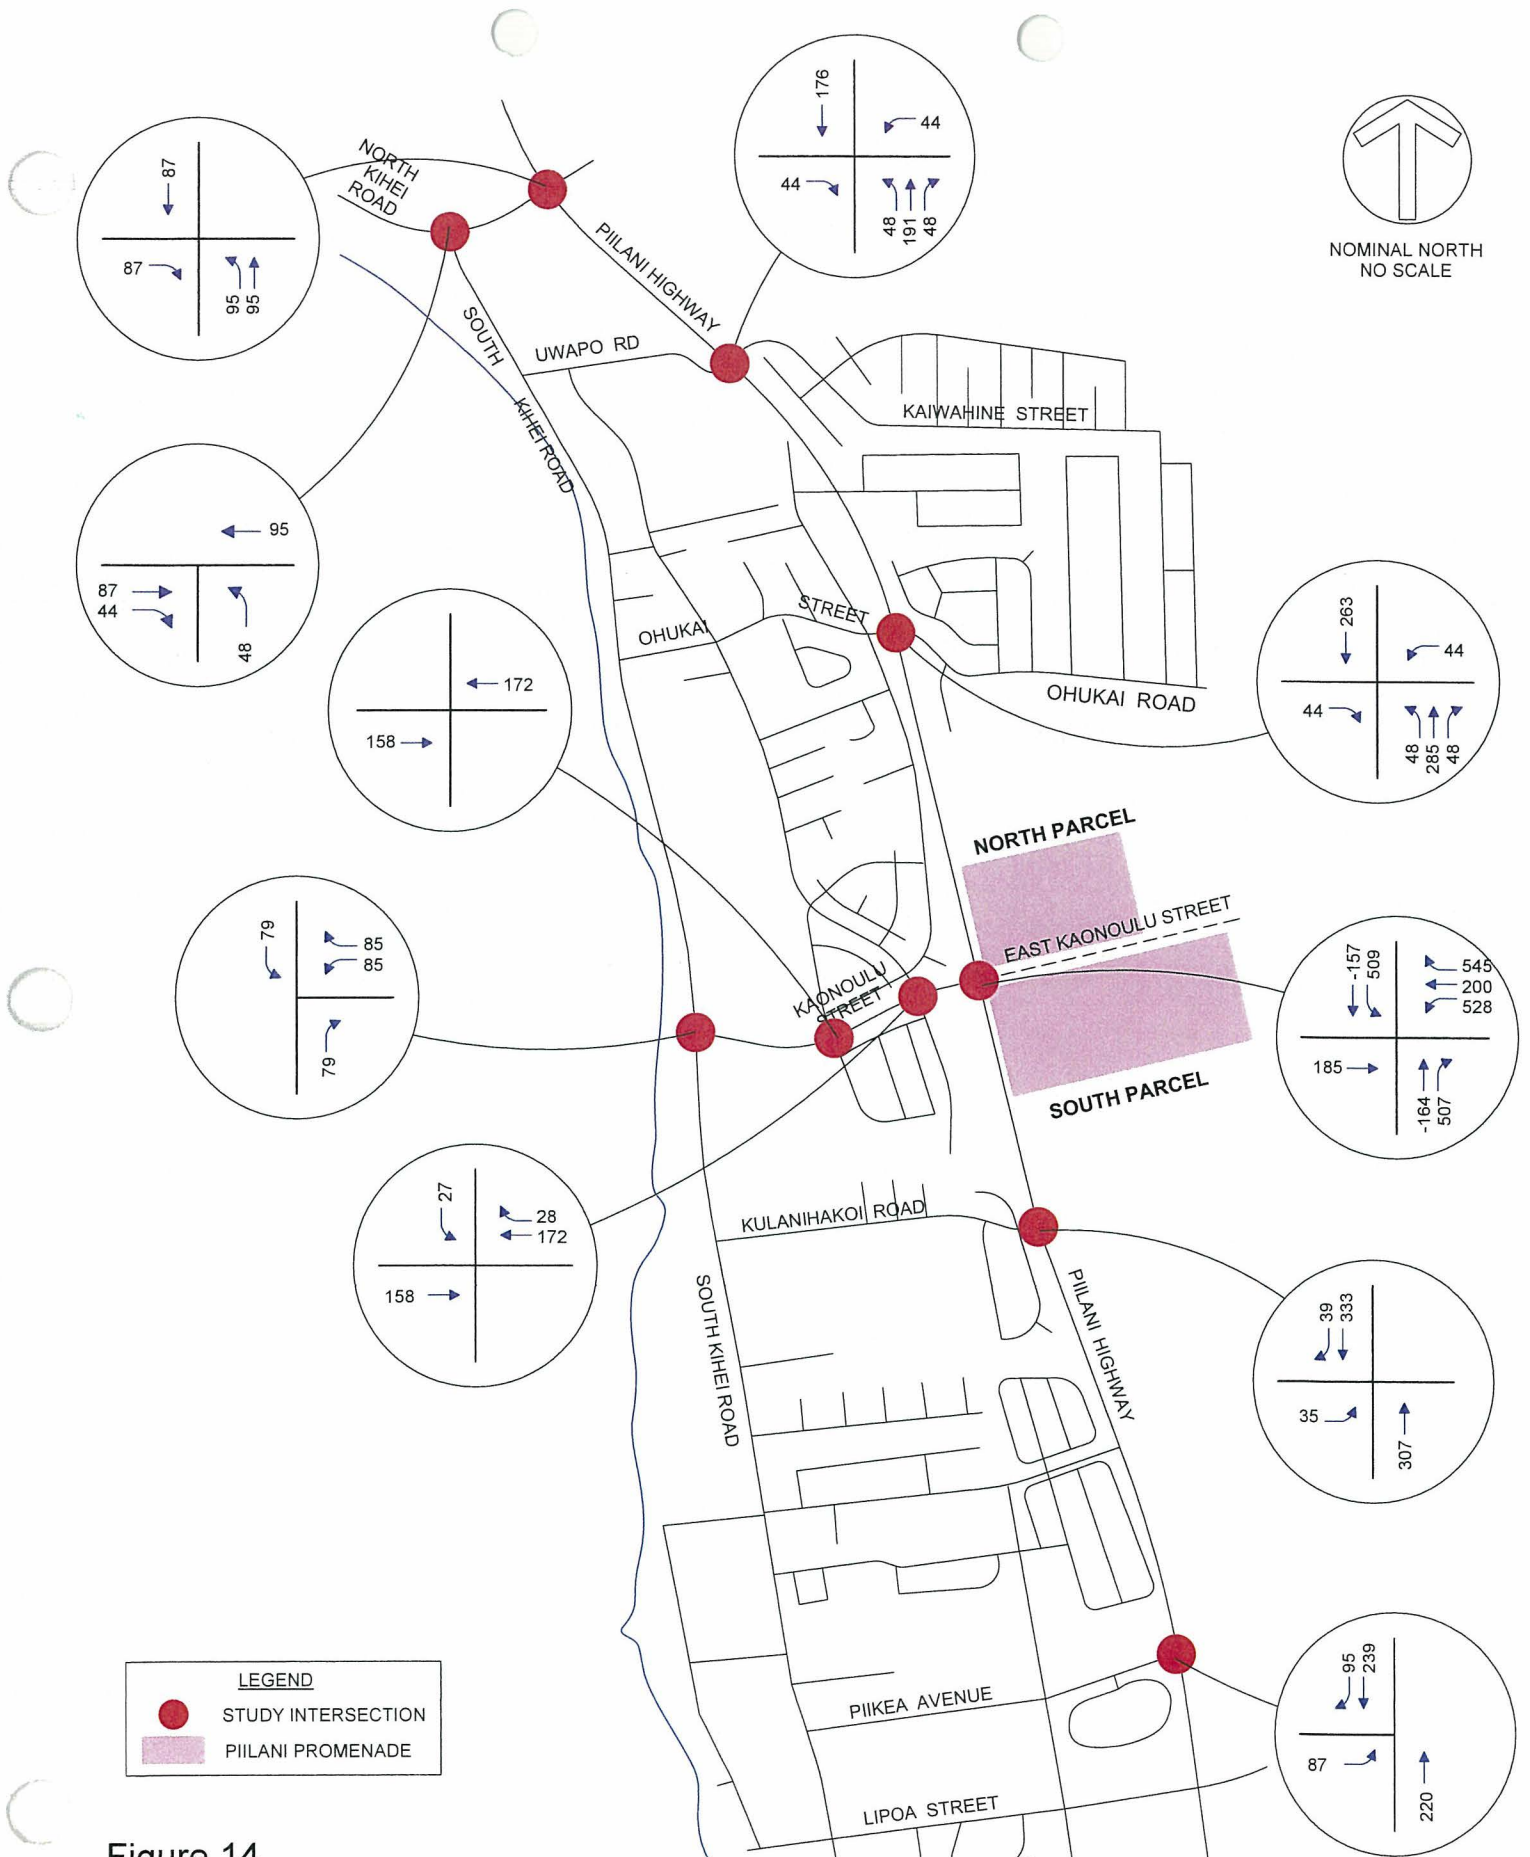 176
44
44
48
191
48
87
87
95
95
NORTH
KIHEI
ROAD
PIILANI HIGHWAY
NOMINAL NORTH
NO SCALE
SOUTH
KIHEI ROAD
UWAPO RD
KAIWAHINE STREET
95
87
44
48
OHUKAI
STREET
OHUKAI ROAD
263
44
44
48
285
48
172
158
NORTH PARCEL
EAST KAONOULU STREET
SOUTH PARCEL
KAONOULU
STREET
79
85
85
79
-157
509
545
200
528
185
-164
507
27
28
172
158
KULANIHAKOI ROAD
SOUTH KIHEI ROAD
PIILANI HIGHWAY
39
333
35
307
95
239
87
220
PIIKEA AVENUE
LIPOA STREET
LEGEND
STUDY INTERSECTION
PIILANI PROMENADE
Figure 14